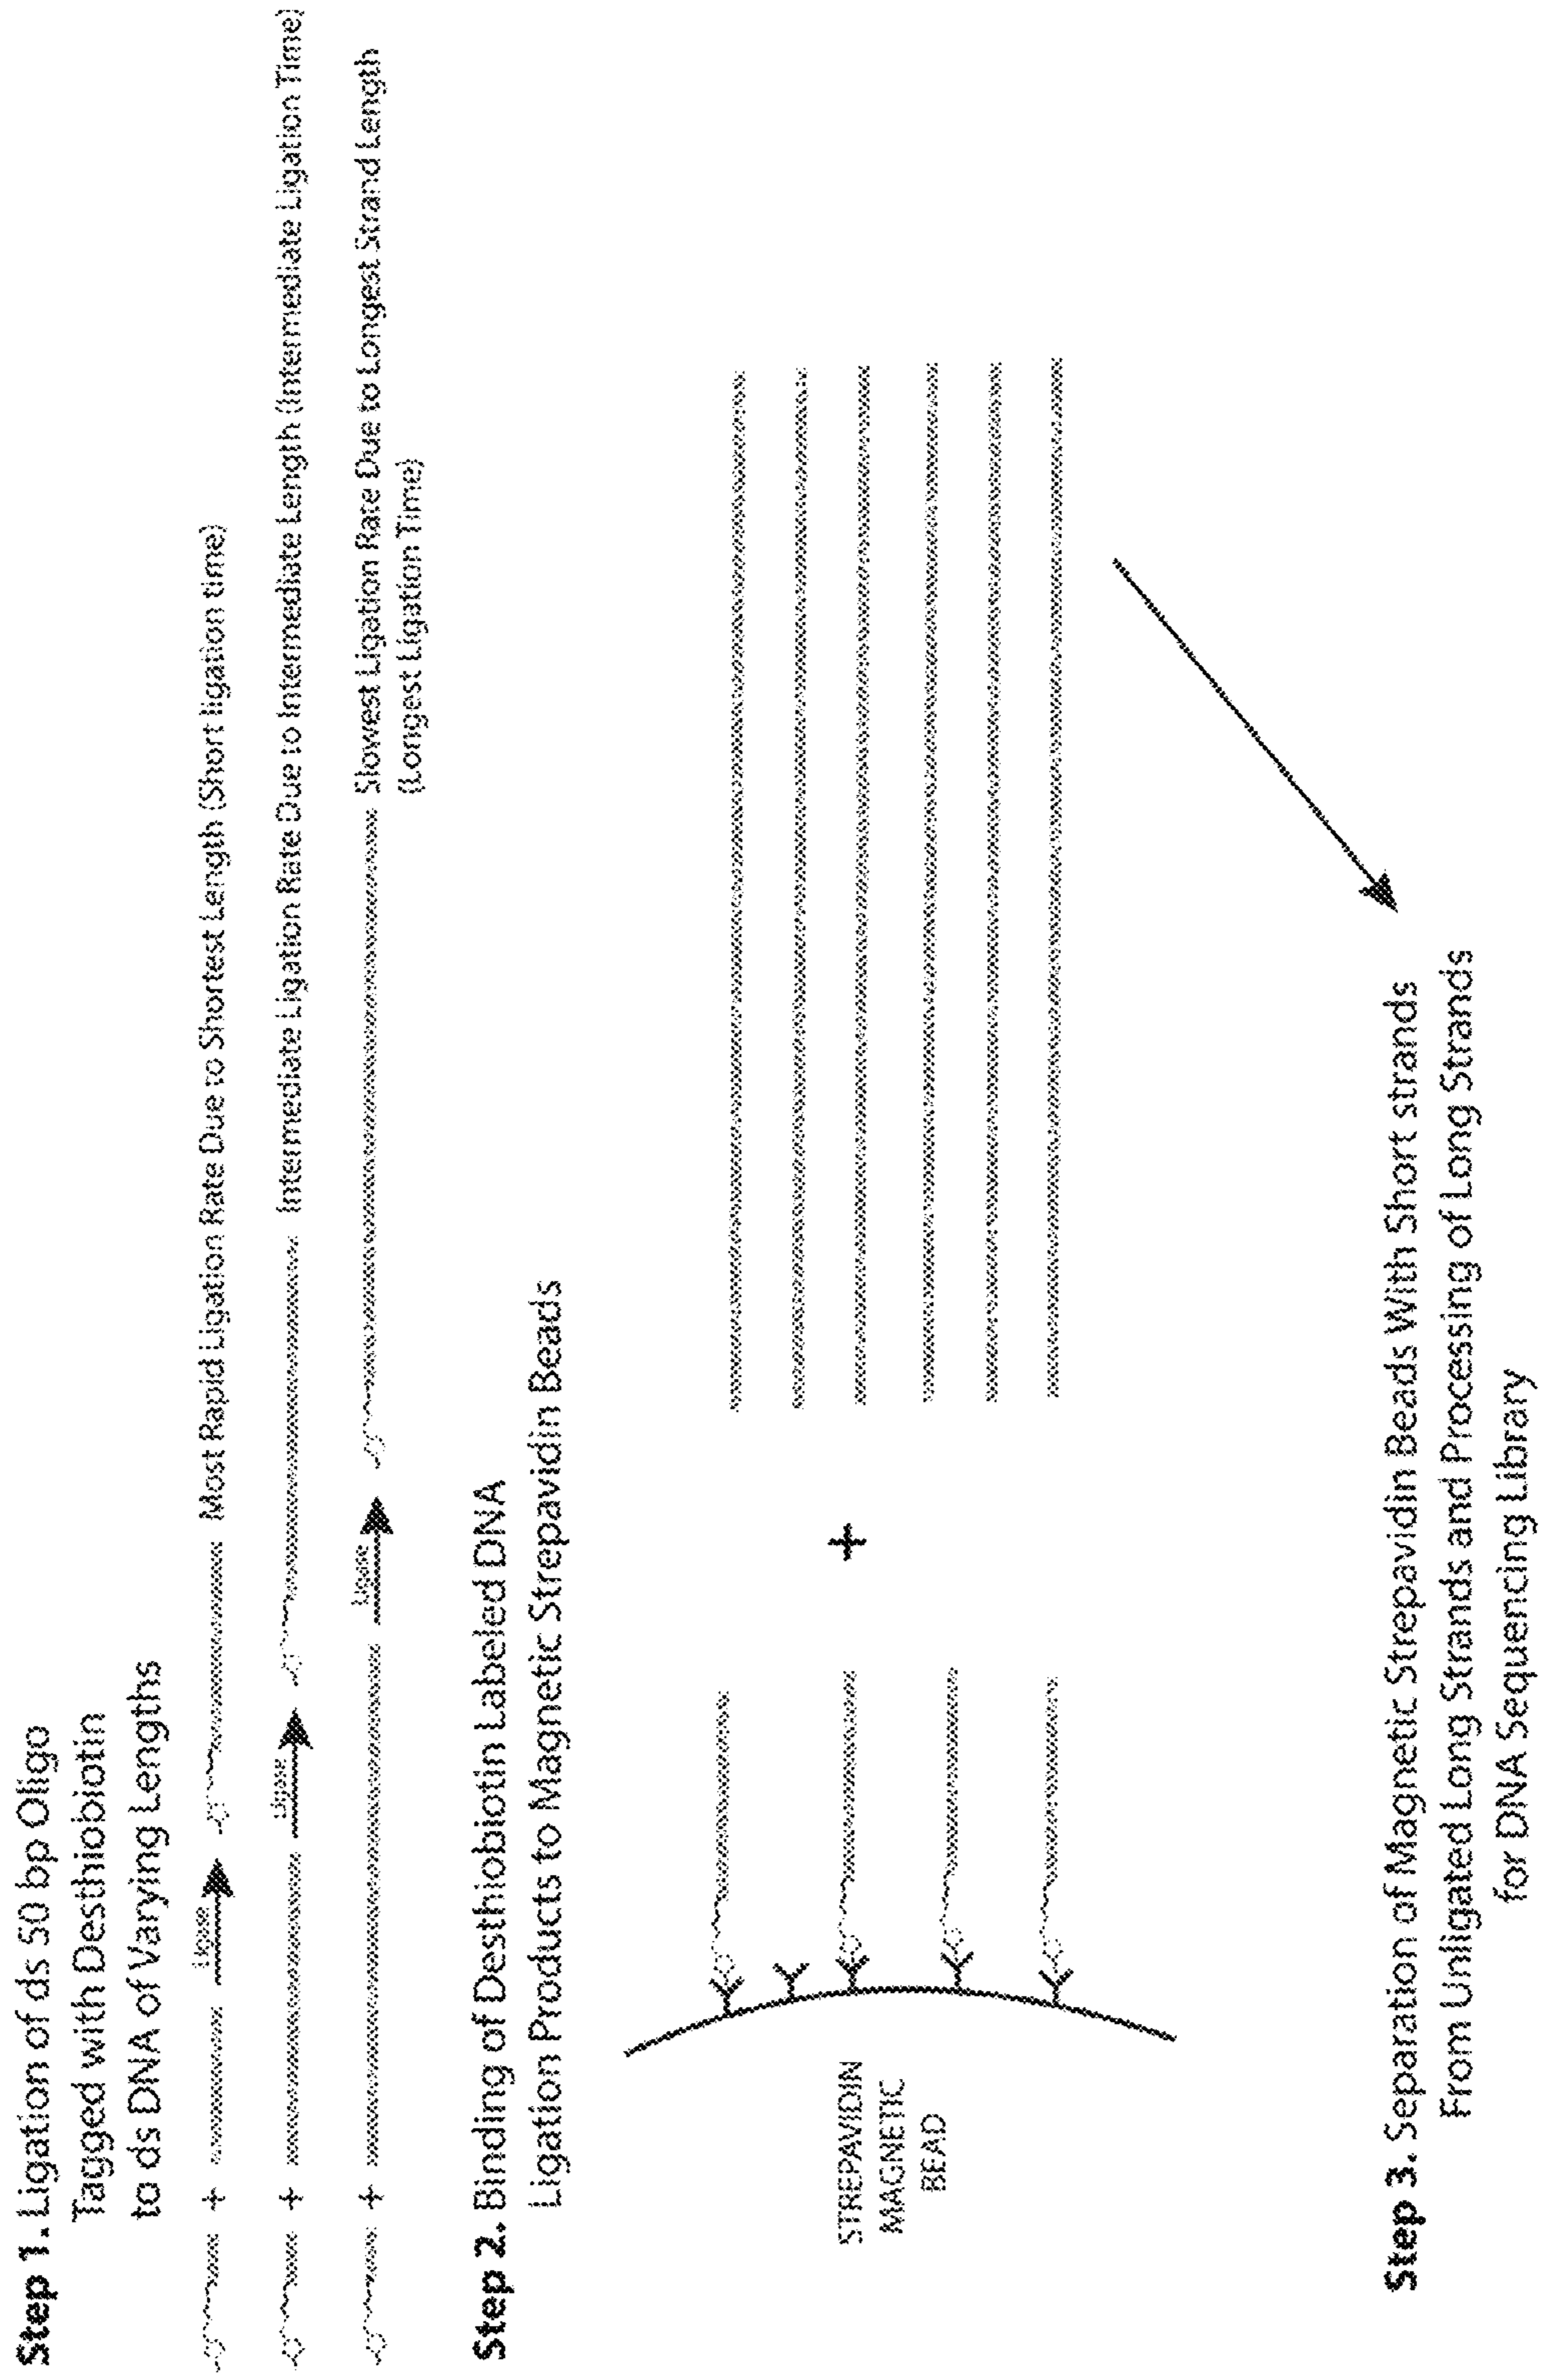 Step 1. Ligation of ds 50 bp Oligo
Tagged with Desthiobiotin
to ds DNA of Varying Lengths
+
Ligase
Most Rapid Ligation Rate Due to Shortest Length (Short ligation time)
+
Ligase
Intermediate Ligation Rate Due to Intermediate Length (Intermediate Ligation Time)
+
Ligase
Slowest Ligation Rate Due to Longest Strand Length
(Longest Ligation Time)
Step 2. Binding of Desthiobiotin Labeled DNA
Ligation Products to Magnetic Strepavidin Beads
STREPAVIDIN
MAGNETIC
BEAD
+
Step 3. Separation of Magnetic Strepavidin Beads With Short strands
From Unligated Long Strands and Processing of Long Strands
for DNA Sequencing Library